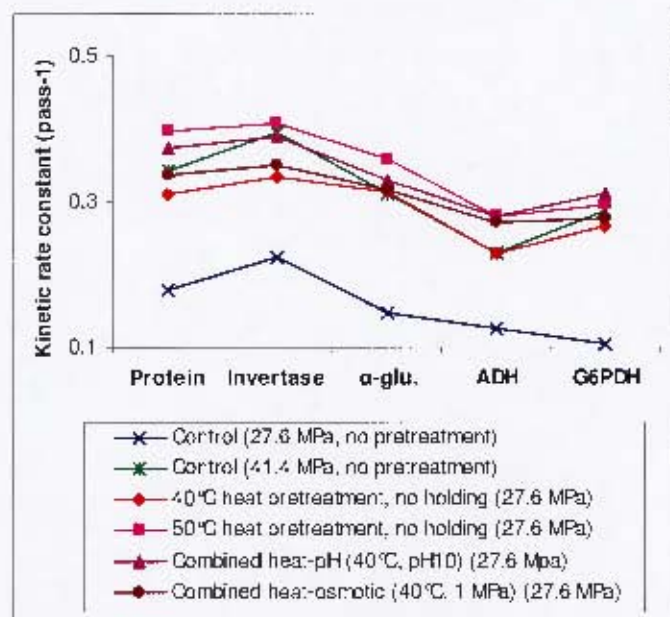 Kinetic rate constant (pass-1)
0.5
0.3
0.1
Protein Invertase α-glu. ADH G6PDH
Control (27.6 MPa, no pretreatment)
Control (41.4 MPa, no pretreatment)
40°C heat pretreatment, no holding (27.6 MPa)
50°C heat pretreatment, no holding (27.6 MPa)
Combined heat-pH (40°C, pH10) (27.6 Mpa)
Combined heat-osmotic (40°C, 1 MPa) (27.6 MPa)